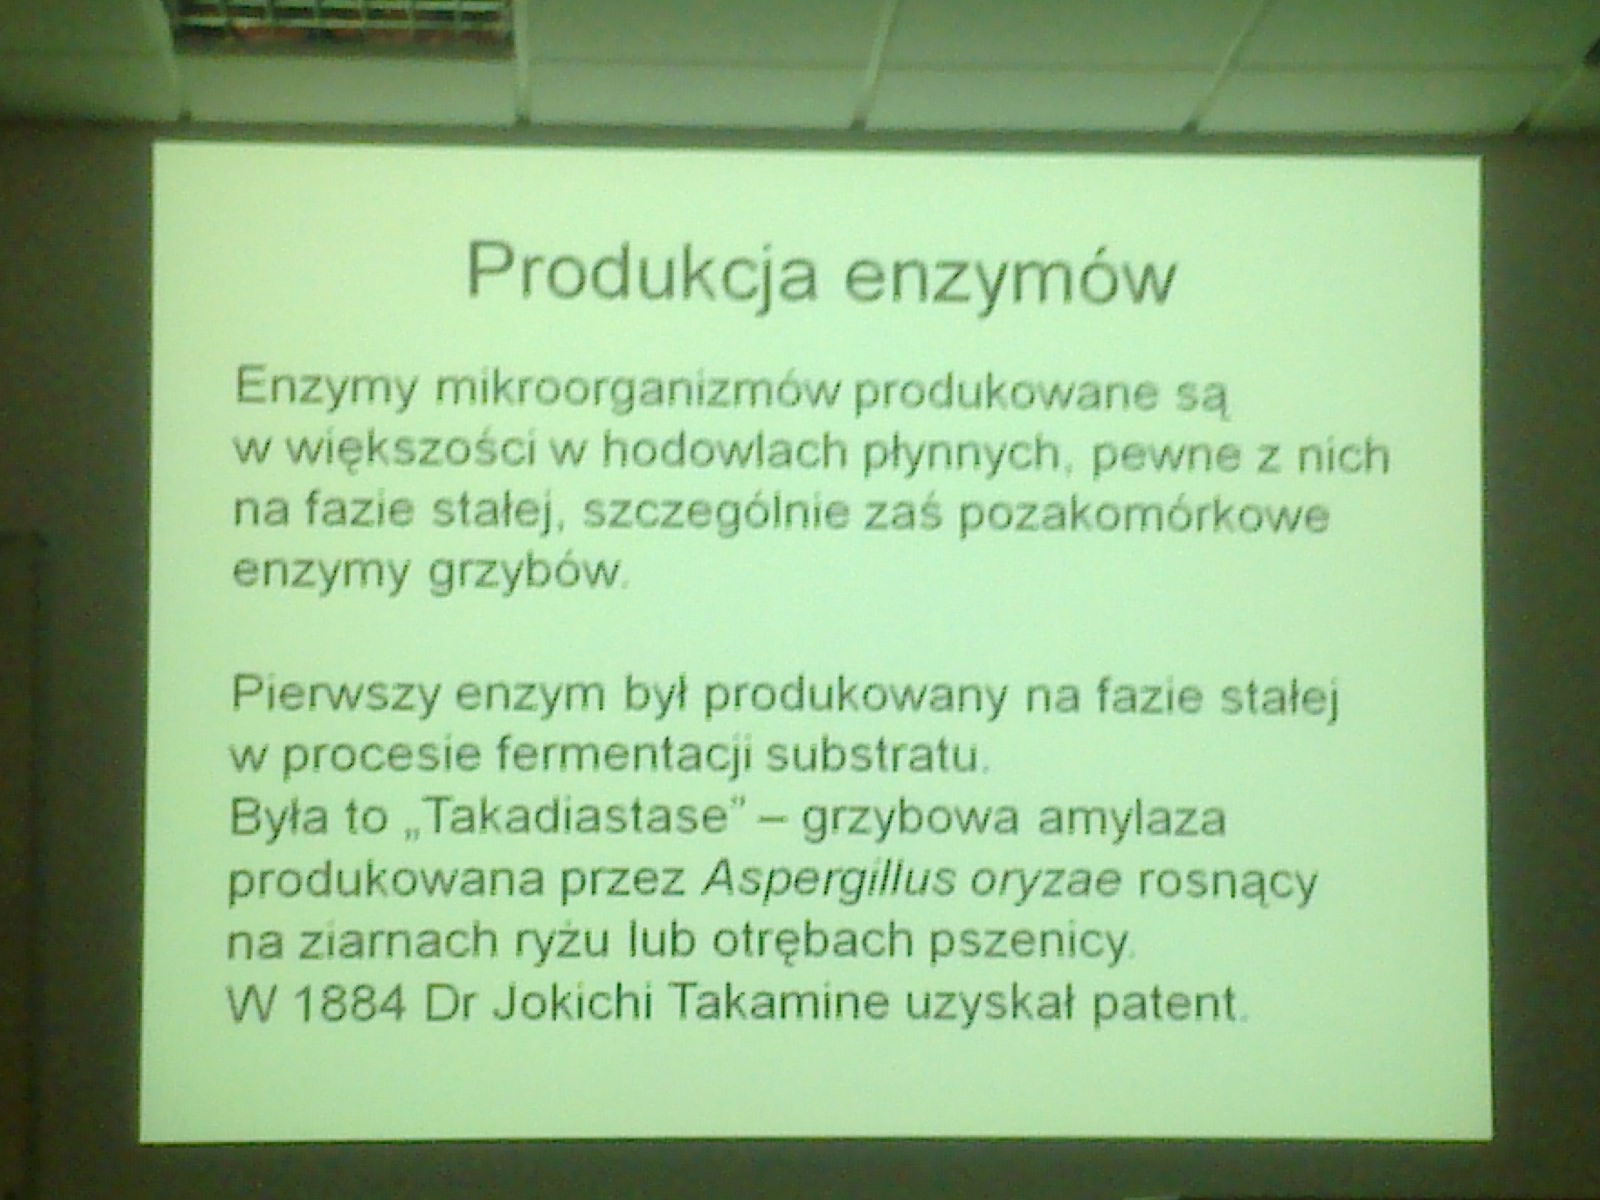 Produkcja enzymów
Enzymy mikroorganizmów produkowane są
w większości w hodowlach płynnych, pewne z nich
na fazie stałej, szczególnie zaś pozakomórkowe
enzymy grzybów.
Pierwszy enzym był produkowany na fazie stałej
w procesie fermentacji substratu.
Była to „Takadiastase” – grzybowa amylaza
produkowana przez Aspergillus oryzae rosnący
na ziarnach ryżu lub otrębach pszenicy.
W 1884 Dr Jokichi Takamine uzyskał patent.